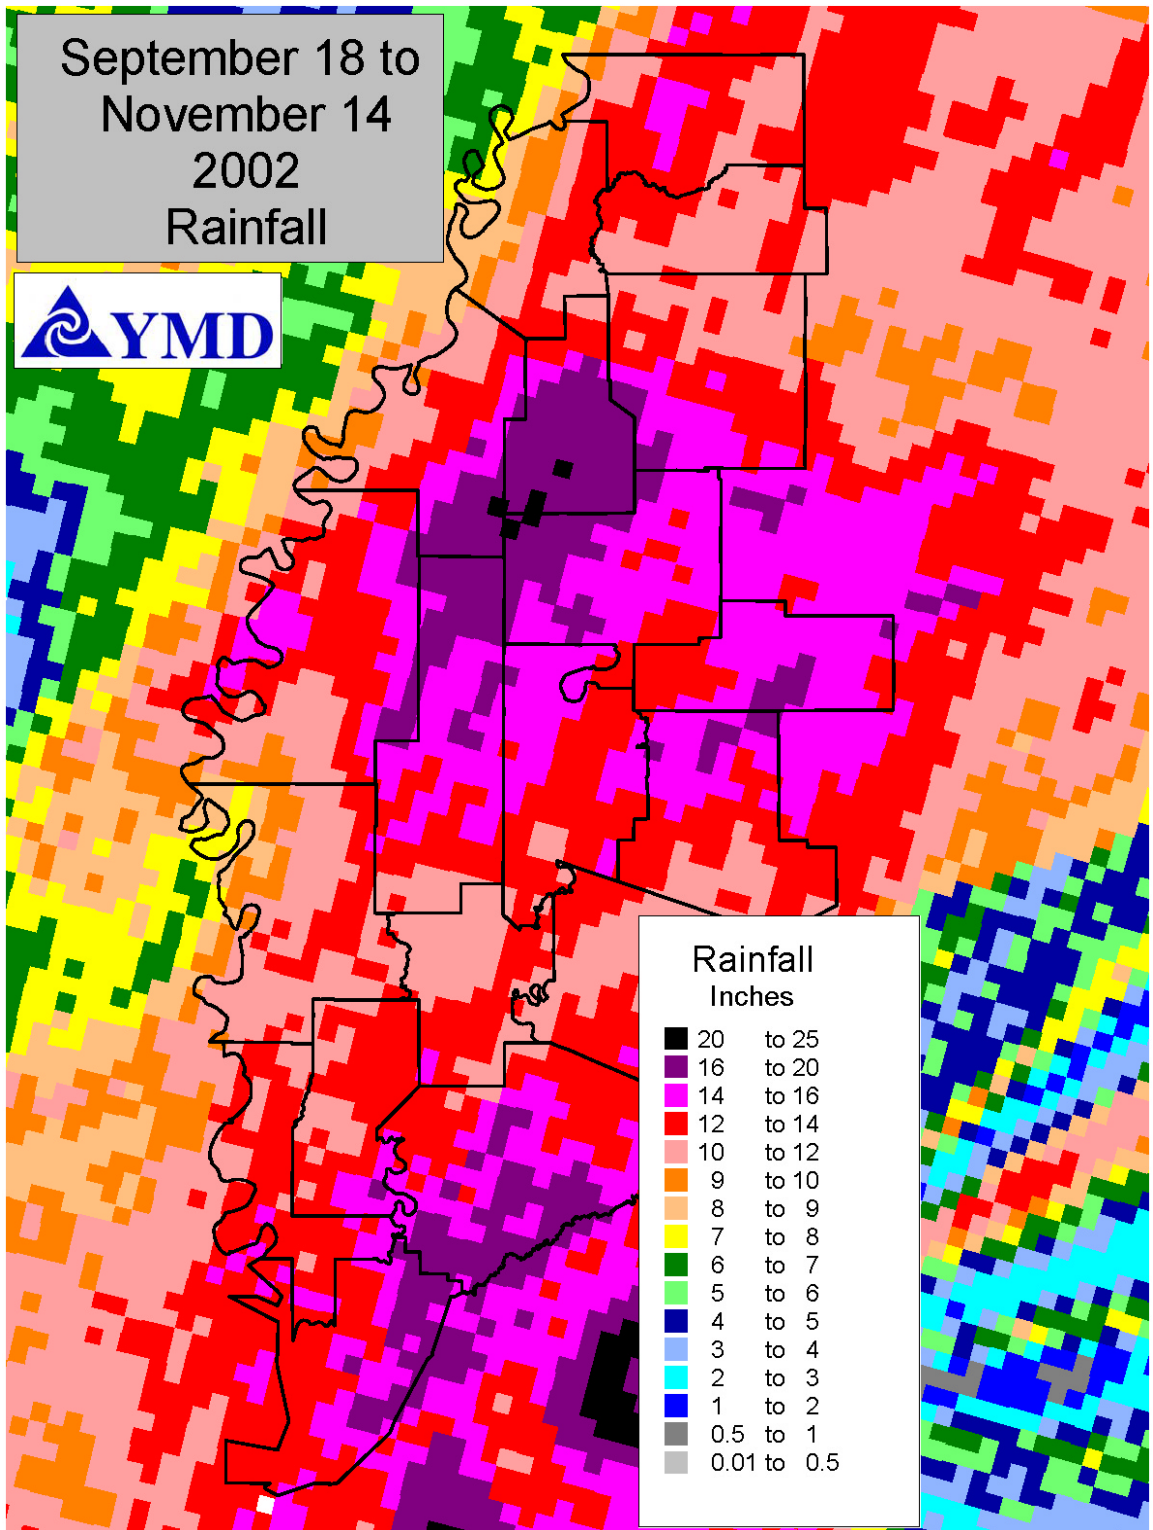 September 18 to
November 14
2002
Rainfall
YMD
Rainfall
Inches
20 to 25
16 to 20
14 to 16
12 to 14
10 to 12
9 to 10
8 to 9
7 to 8
6 to 7
5 to 6
4 to 5
3 to 4
2 to 3
1 to 2
0.5 to 1
0.01 to 0.5